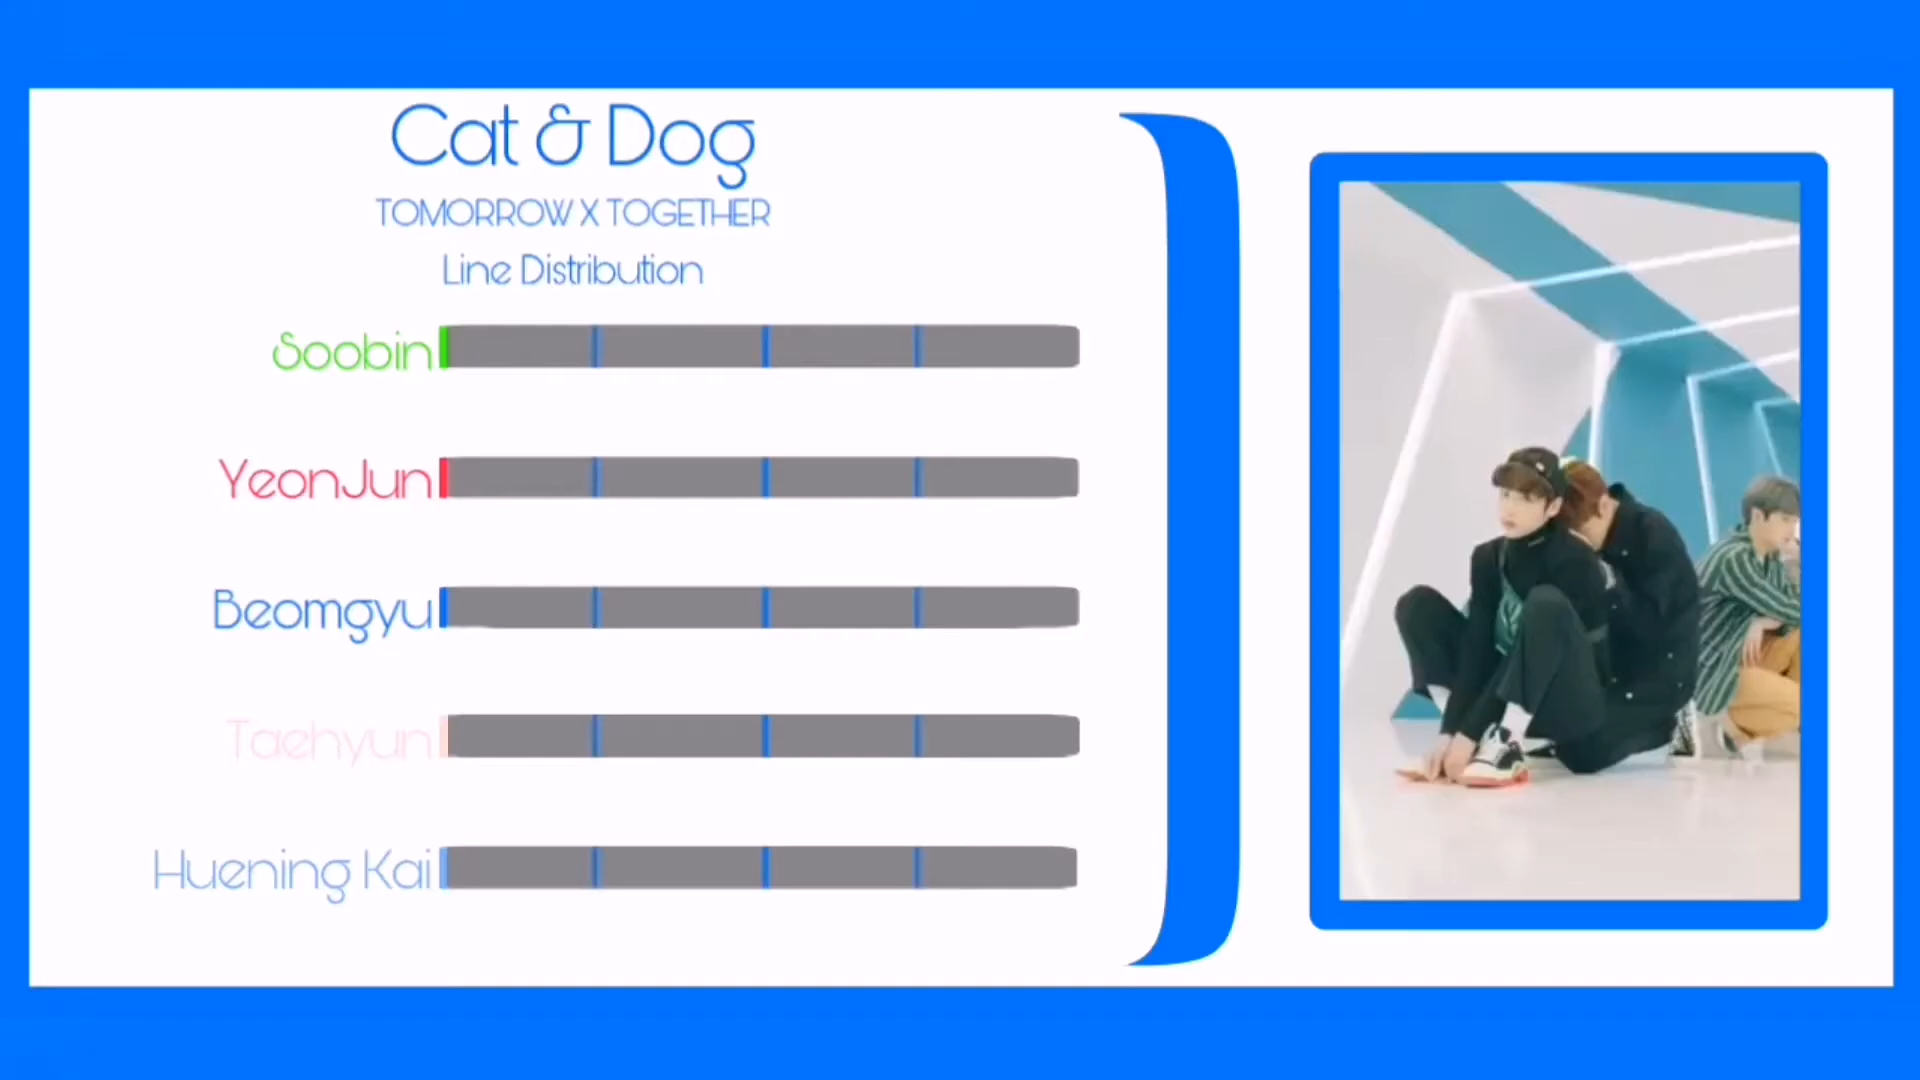 Cat & Dog
TOMORROW X TOGETHER
Line Distribution
Soobin
YeonJun
Beomgyu
Taehyun
Huening Kai